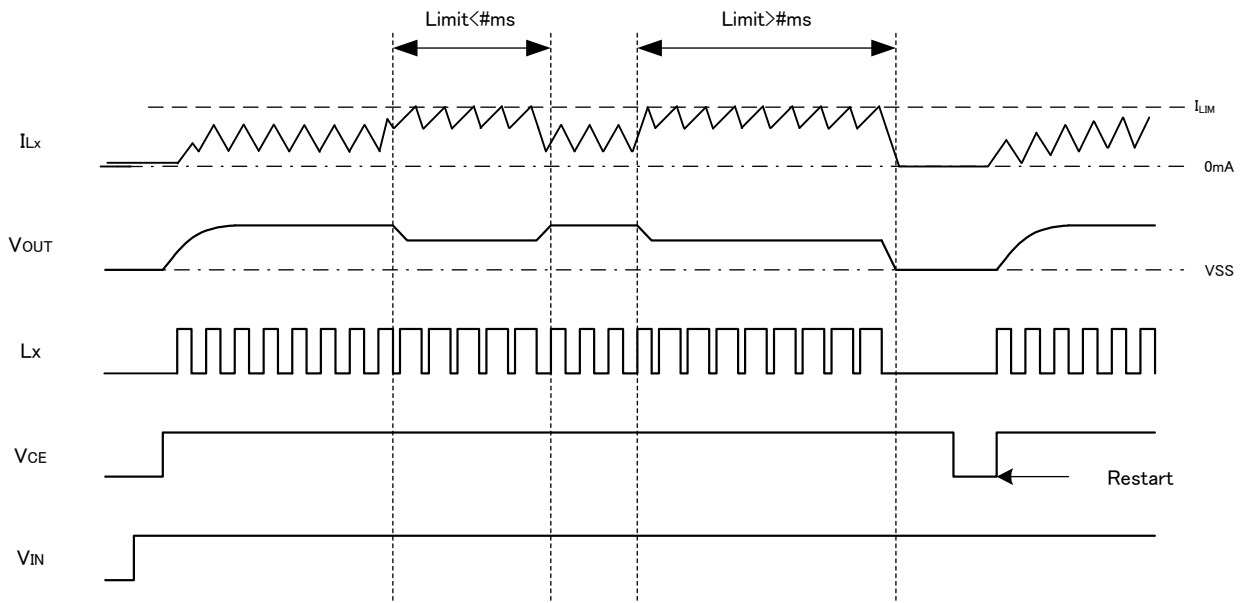 Limit<#ms
Limit>#ms
ILIM
ILx
0mA
VOUT
VSS
Lx
VCE
Restart
VIN